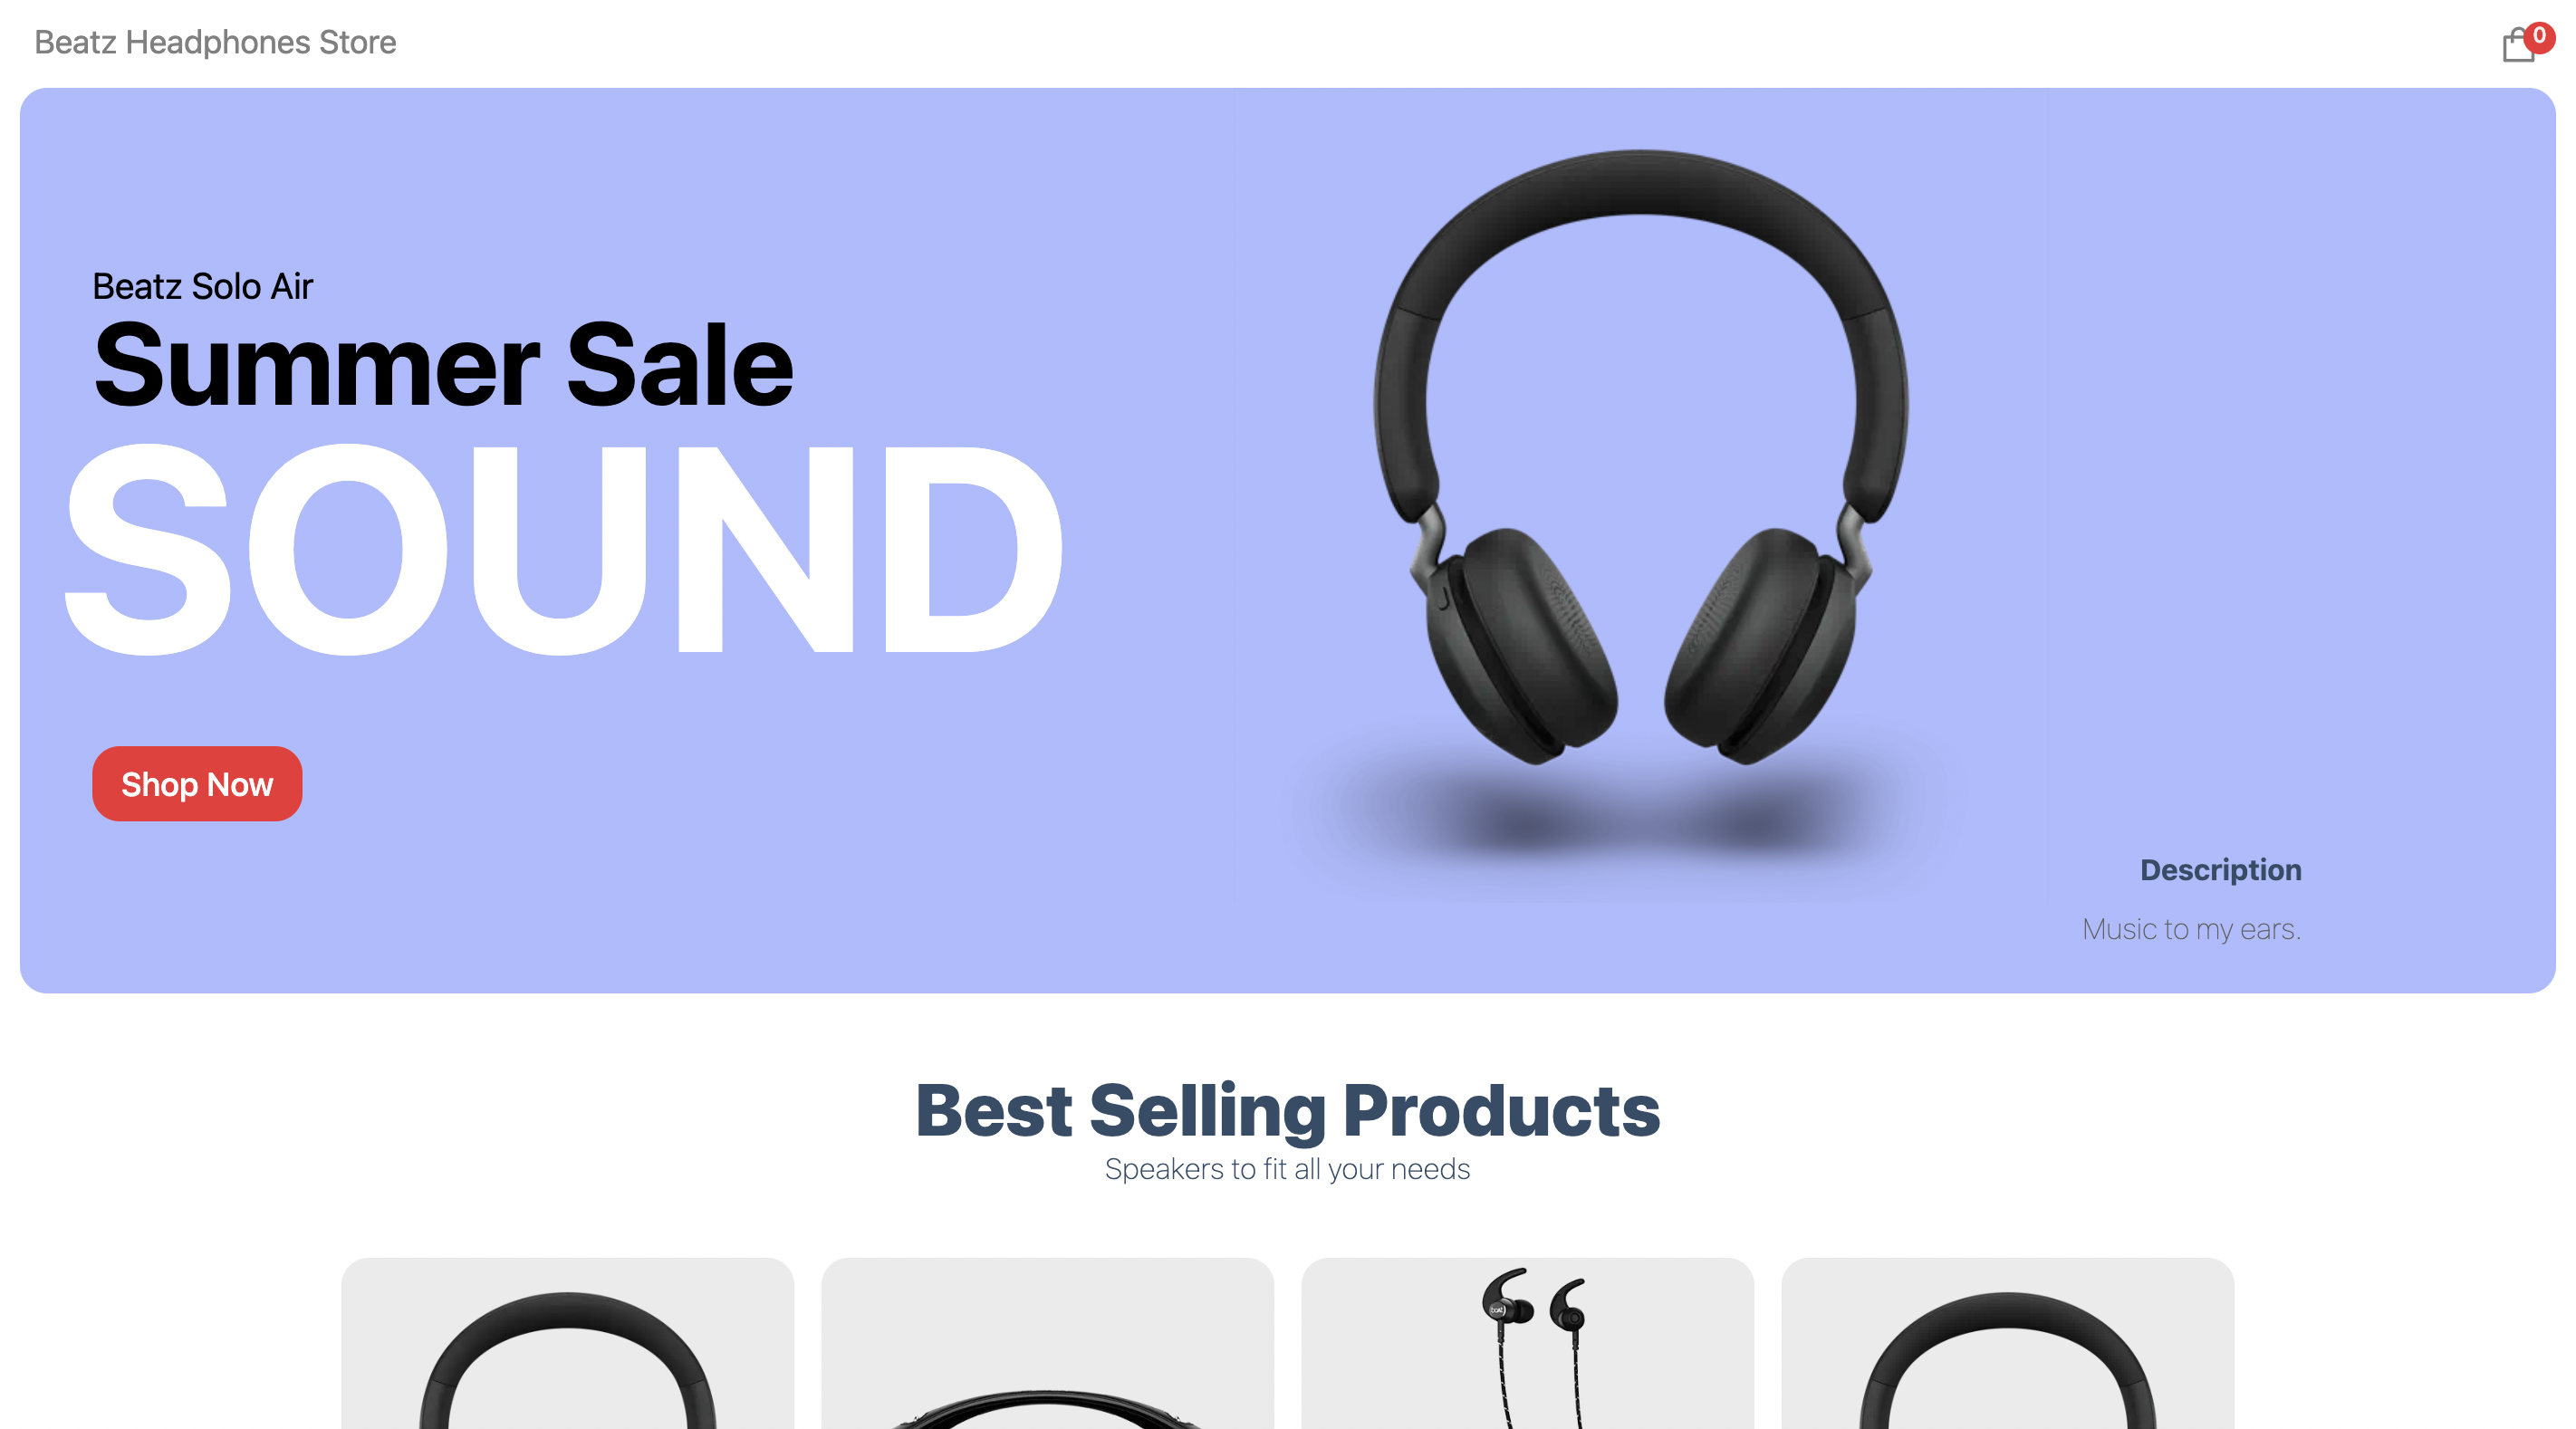 Beatz Headphones Store
0
Beatz Solo Air
Summer Sale
SOUND
Shop Now
Description
Music to my ears.
Best Selling Products
Speakers to fit all your needs
boat